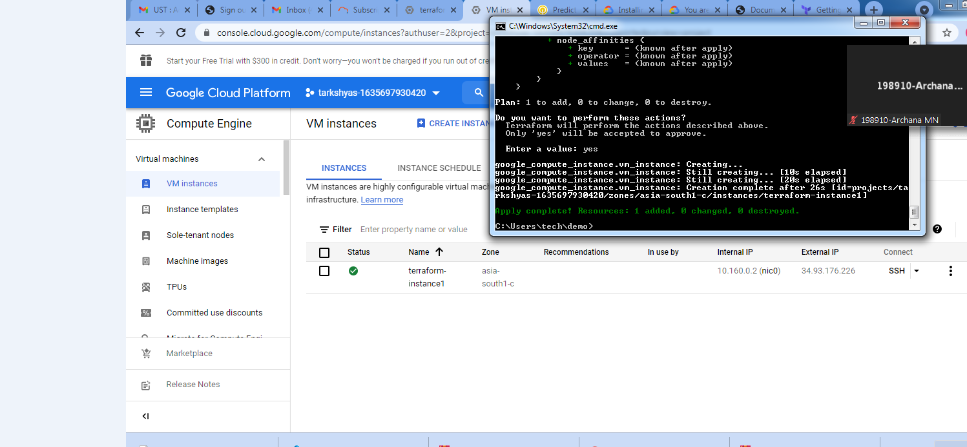 UST : A
Sign o
Inbox (
Subscri
terrafor
VM ins
Predict
Installin
You are
Docum
Getting
console.cloud.google.com/compute/instances?authuser=2&project=
Start your Free Trial with $300 in credit. Don't worry—you won't be charged if you run out of cre
Google Cloud Platform
tarkshyas-1635697930420
Compute Engine
VM instances
CREATE INSTAN
Virtual machines
VM instances
Instance templates
Sole-tenant nodes
Machine images
TPUs
Committed use discounts
Migrate for Compute Engi
Marketplace
Release Notes
INSTANCES
INSTANCE SCHEDULE
VM instances are highly configurable virtual mach
infrastructure. Learn more
Filter Enter property name or value
Status Name Zone Recommendations In use by Internal IP External IP Connect
terraform-instance1 asia-south1-c 10.160.0.2 (nic0) 34.93.176.226 SSH
C:\Windows\System32\cmd.exe
+ node_affinities {
+ key = (known after apply)
+ operator = (known after apply)
+ values = (known after apply)
}
}
}
Plan: 1 to add, 0 to change, 0 to destroy.
Do you want to perform these actions?
Terraform will perform the actions described above.
Only 'yes' will be accepted to approve.
Enter a value: yes
google_compute_instance.vm_instance: Creating...
google_compute_instance.vm_instance: Still creating... [10s elapsed]
google_compute_instance.vm_instance: Still creating... [20s elapsed]
google_compute_instance.vm_instance: Creation complete after 26s [id=projects/ta
rkshyas-1635697930420/zones/asia-south1-c/instances/terraform-instance1]
Apply complete! Resources: 1 added, 0 changed, 0 destroyed.
C:\Users\tech\demo>
198910-Archana...
198910-Archana MN